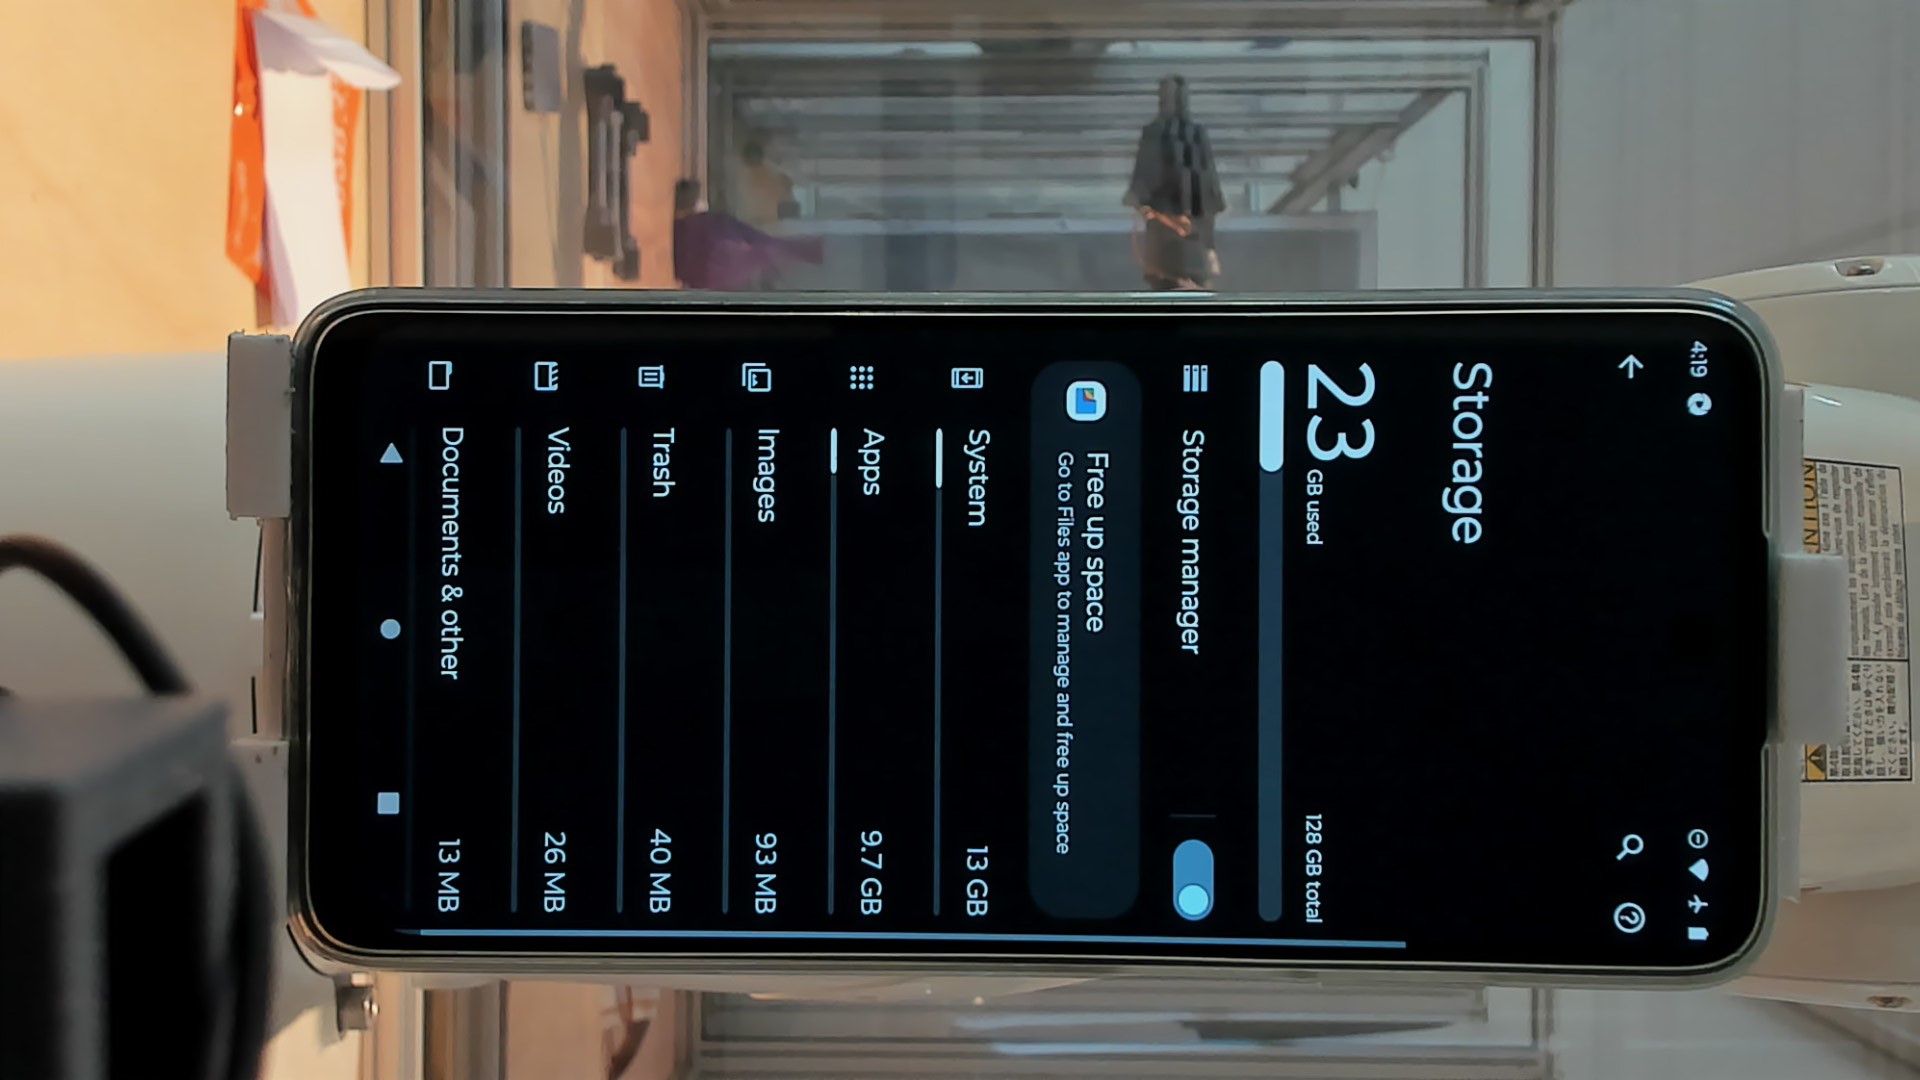 4:19
Storage
23 GB used
128 GB total
Storage manager
Free up space
Go to Files app to manage and free up space
System
13 GB
Apps
9.7 GB
Images
93 MB
Trash
40 MB
Videos
26 MB
Documents & other
13 MB